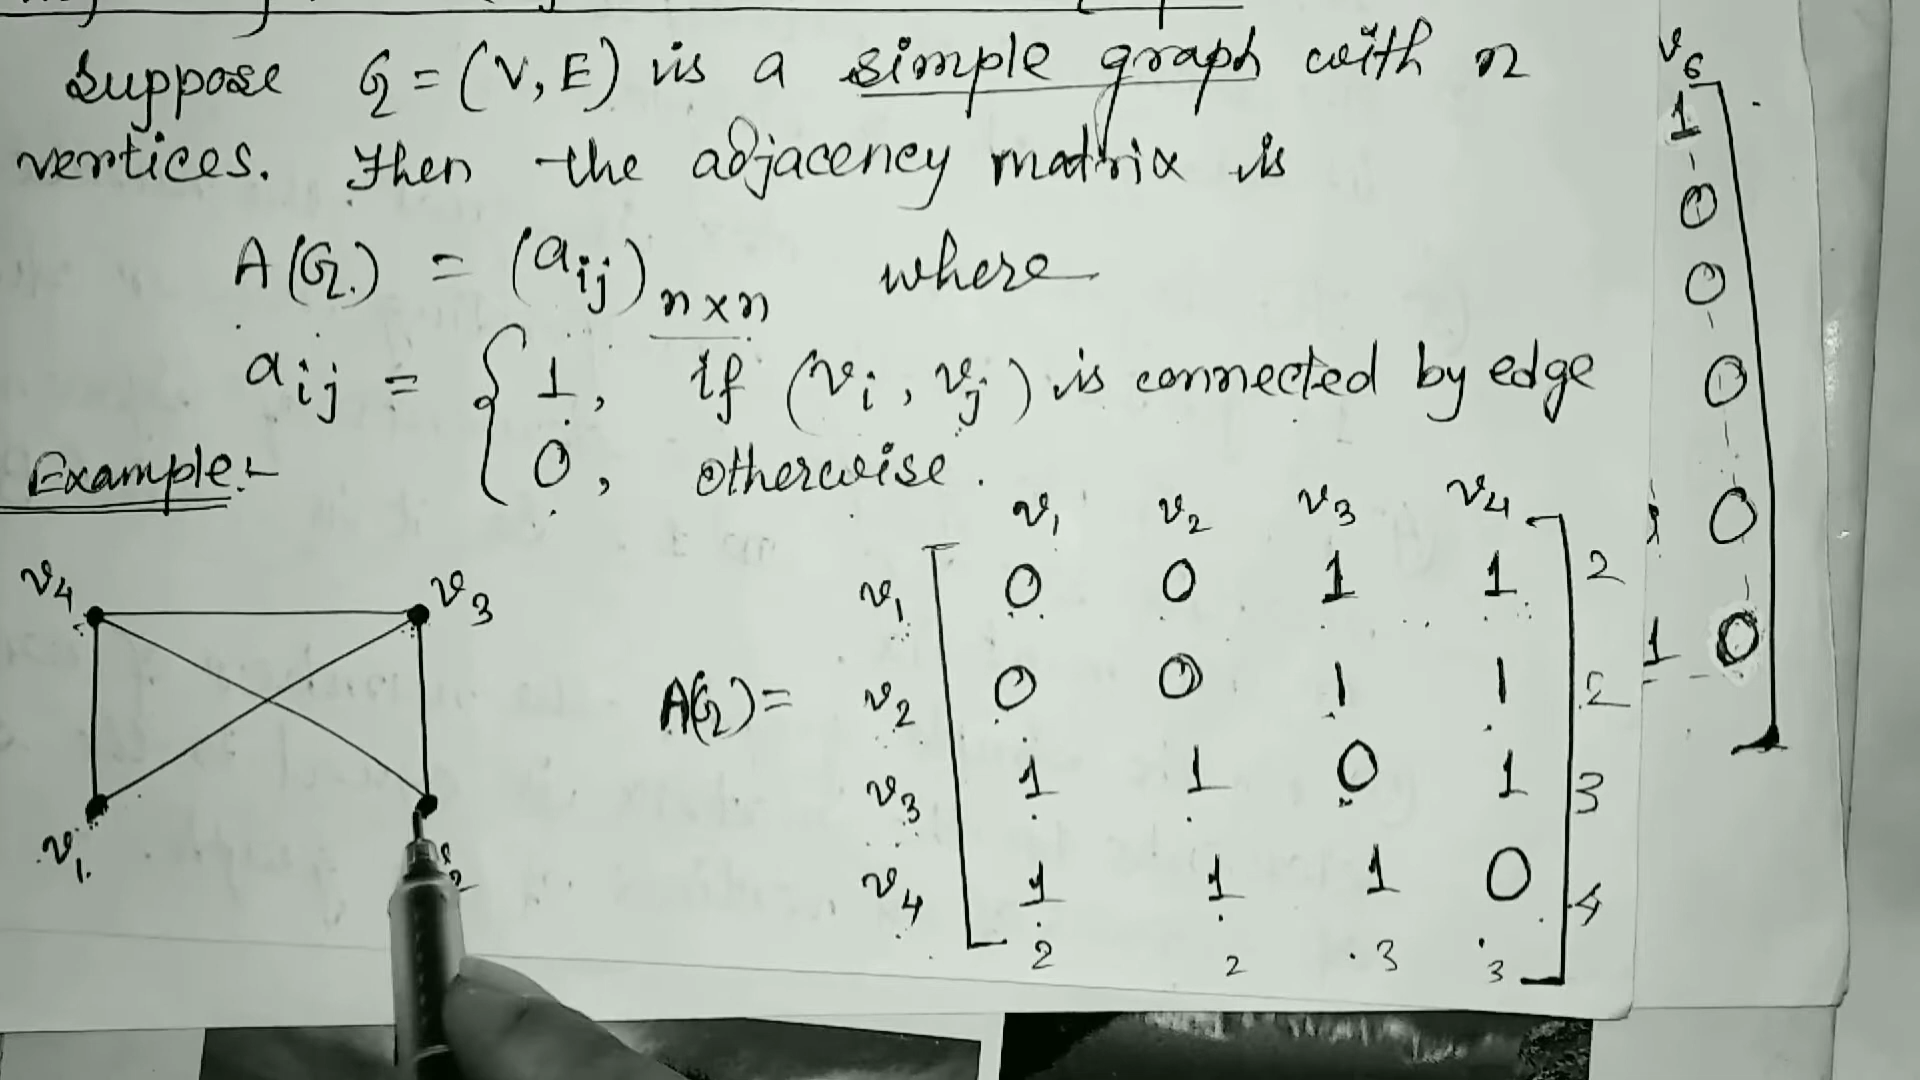 Suppose G = (V, E) is a simple graph with n
vertices. Then the adjacency matrix is
A(G) = (aij)n×n where
aij = { 1, if (vi, vj) is connected by edge
0, otherwise.
Example:-
v4 v3
v1
v1 v2 v3 v4
v1 0 0 1 1 2
A(G) = v2 0 0 1 1 2
v3 1 1 0 1 3
v4 1 1 1 0 4
2 2 3 3
v6
1
0
0
0
0
1 0